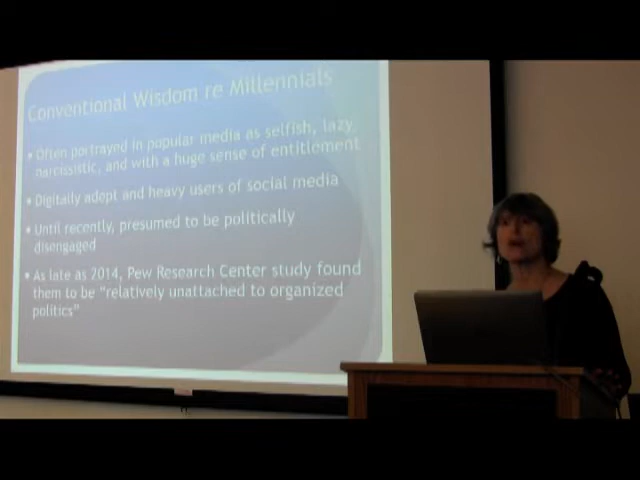 Conventional Wisdom re Millennials
• Often portrayed in popular media as selfish, lazy
narcissistic, and with a huge sense of entitlement
• Digitally adept and heavy users of social media
• Until recently, presumed to be politically
disengaged
• As late as 2014, Pew Research Center study found
them to be "relatively unattached to organized
politics"